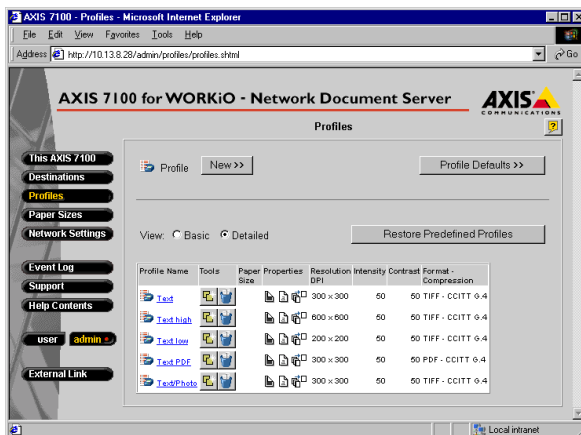 AXIS 7100 - Profiles - Microsoft Internet Explorer
File Edit View Favorites Tools Help
Address http://10.13.8.28/admin/profiles/profiles.shtml Go
AXIS 7100 for WORKiO - Network Document Server
AXIS
COMMUNICATIONS
Profiles
?
This AXIS 7100
Destinations
Profiles
Paper Sizes
Network Settings
Event Log
Support
Help Contents
user admin
External Link
Profile New >> Profile Defaults >>
View: Basic Detailed Restore Predefined Profiles
Profile Name Tools Paper Size Properties Resolution DPI Intensity Contrast Format - Compression
Text 300 x 300 50 50 TIFF - CCITT G.4
Text high 600 x 600 50 50 TIFF - CCITT G.4
Text low 200 x 200 50 50 TIFF - CCITT G.4
Text PDF 300 x 300 50 50 PDF - CCITT G.4
Text/Photo 300 x 300 50 50 TIFF - CCITT G.4
Local intranet